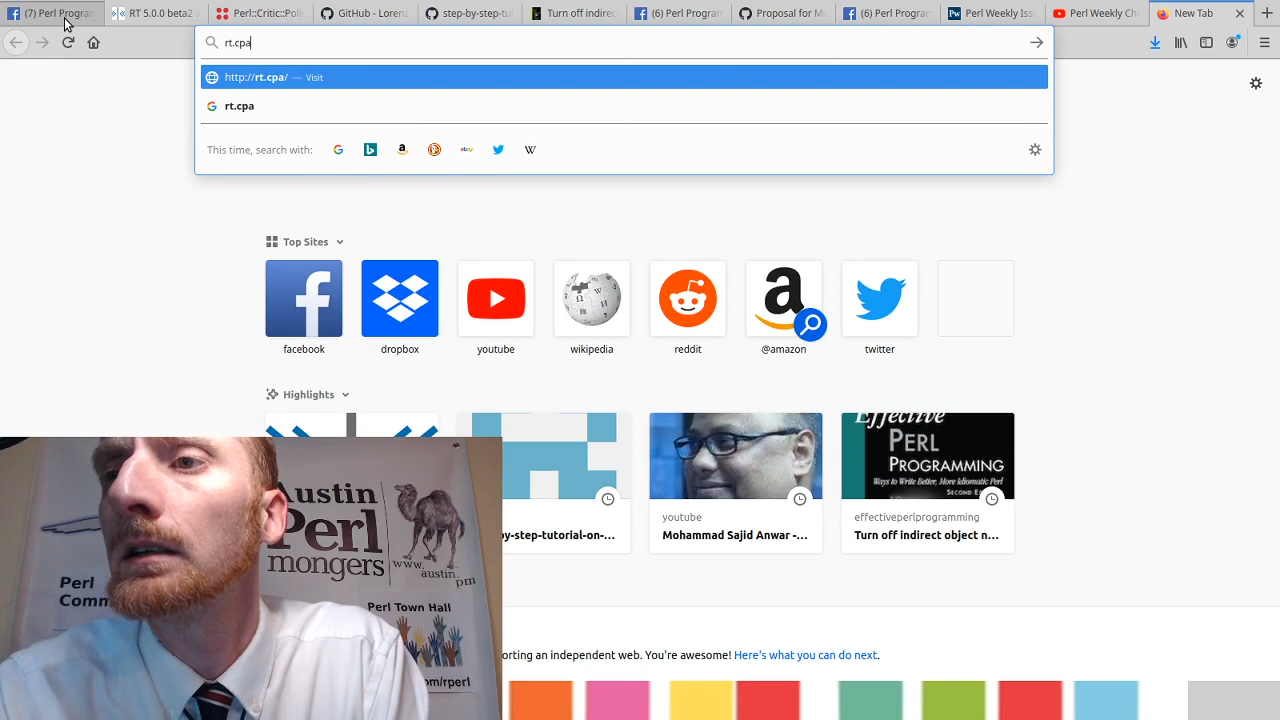 (7) Perl Program
RT 5.0.0 beta2
Perl::Critic::Poli
GitHub - Lorenz
step-by-step-tu
Turn off indirec
(6) Perl Program
Proposal for Mu
(6) Perl Program
Perl Weekly Iss
Perl Weekly Cha
New Tab
rt.cpa
http://rt.cpa/ — Visit
rt.cpa
This time, search with:
Top Sites
facebook
dropbox
youtube
wikipedia
reddit
@amazon
twitter
Highlights
Effective
PERL
PROGRAMMING
Ways to Write Better, More Idiomatic Perl
SECOND
youtube
effectiveperlprogramming
by-step-tutorial-on-...
Mohammad Sajid Anwar -...
Turn off indirect object n...
Austin
Perl
mongers
www.
austin.
pm
Perl
Comm
Perl Town Hall
com/rperl
orting an independent web. You're awesome! Here's what you can do next.